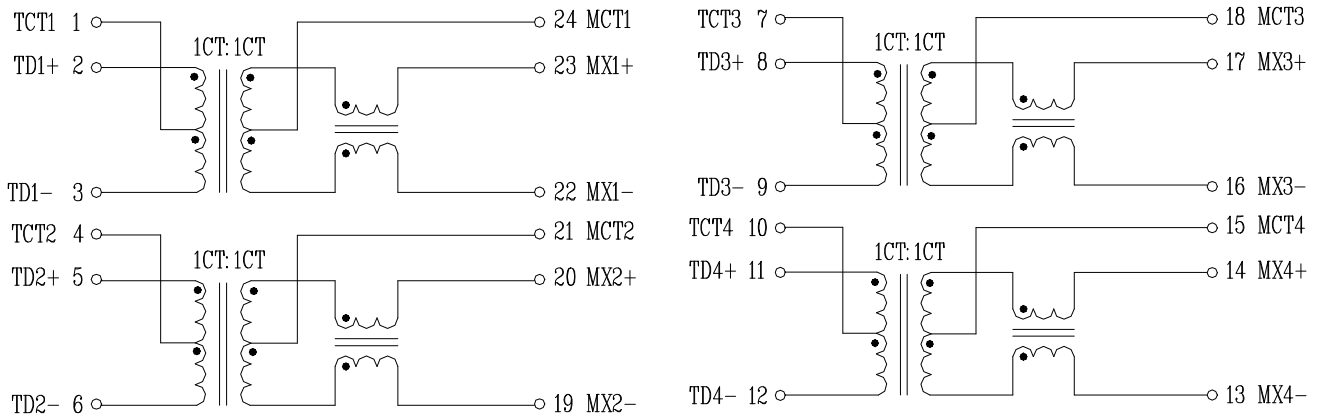 TCT1 1
24 MCT1
1CT:1CT
TD1+ 2
23 MX1+
TD1- 3
22 MX1-
TCT2 4
21 MCT2
1CT:1CT
TD2+ 5
20 MX2+
TD2- 6
19 MX2-
TCT3 7
18 MCT3
1CT:1CT
TD3+ 8
17 MX3+
TD3- 9
16 MX3-
TCT4 10
15 MCT4
1CT:1CT
TD4+ 11
14 MX4+
TD4- 12
13 MX4-